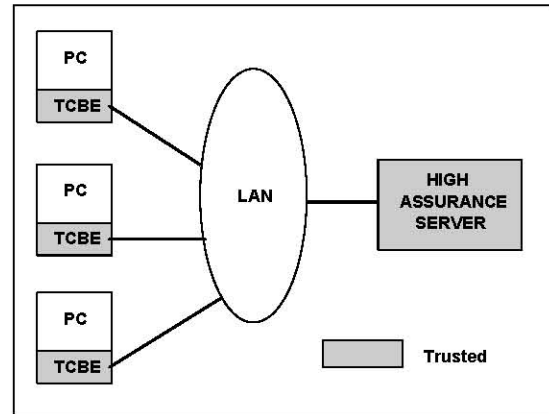 PC
TCBE
PC
TCBE
PC
TCBE
LAN
HIGH
ASSURANCE
SERVER
Trusted